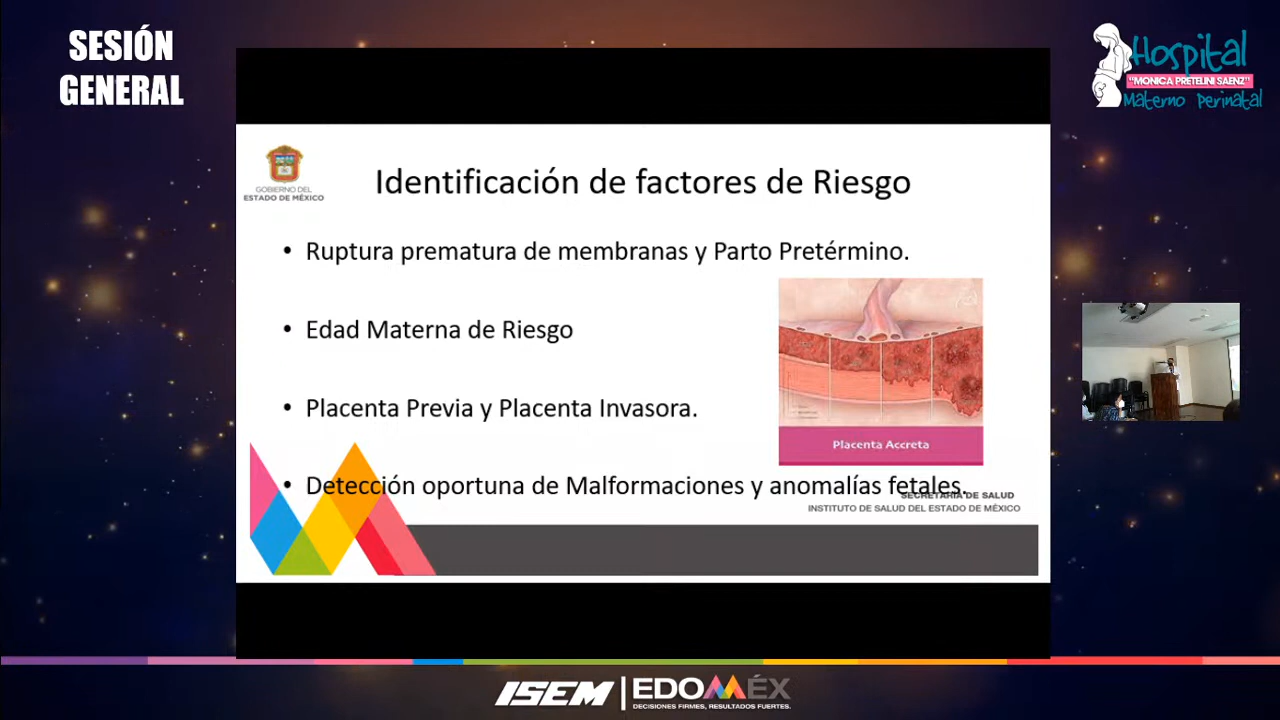 SESIÓN
GENERAL
Hospital
"MONICA PRETELINI SAENZ"
Materno Perinatal
GOBIERNO DEL
ESTADO DE MÉXICO
Identificación de factores de Riesgo
• Ruptura prematura de membranas y Parto Pretérmino.
• Edad Materna de Riesgo
• Placenta Previa y Placenta Invasora.
Placenta Accreta
• Detección oportuna de Malformaciones y anomalías fetales.
SECRETARÍA DE SALUD
INSTITUTO DE SALUD DEL ESTADO DE MÉXICO
ISEM
EDOMÉX
DECISIONES FIRMES, RESULTADOS FUERTES.